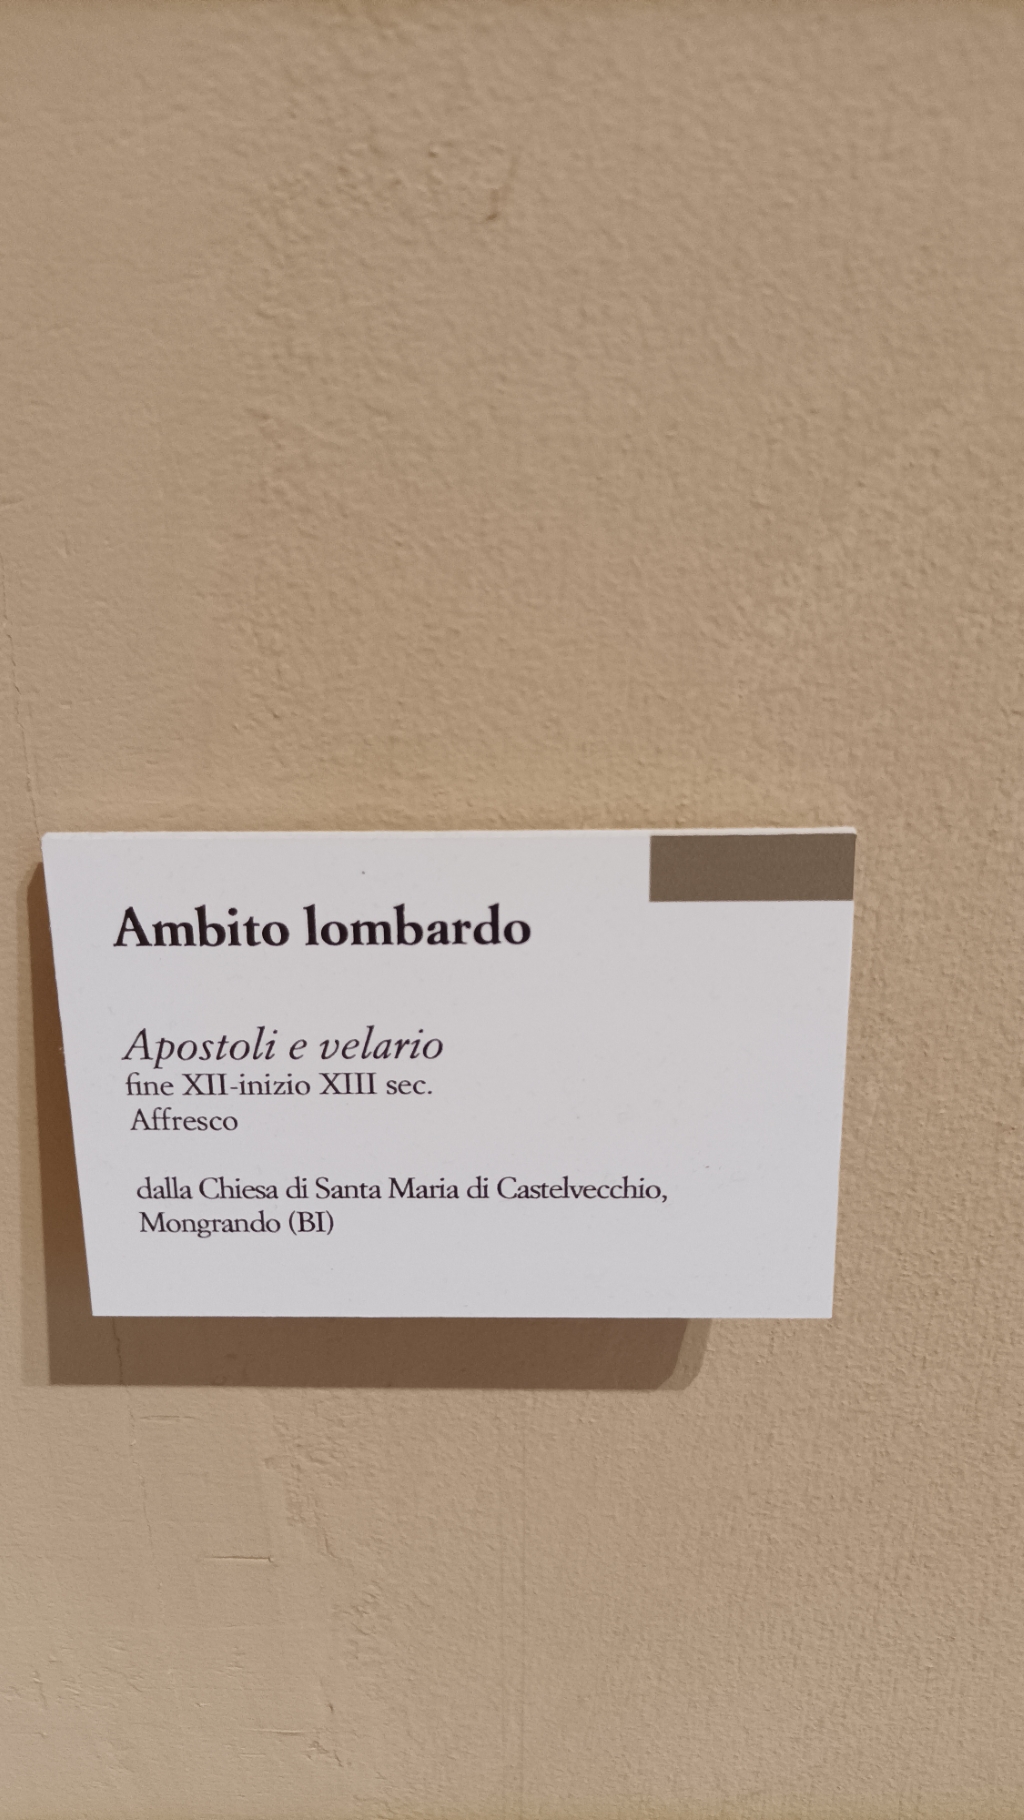 Ambito lombardo
Apostoli e velario
fine XII-inizio XIII sec.
Affresco
dalla Chiesa di Santa Maria di Castelvecchio,
Mongrando (BI)